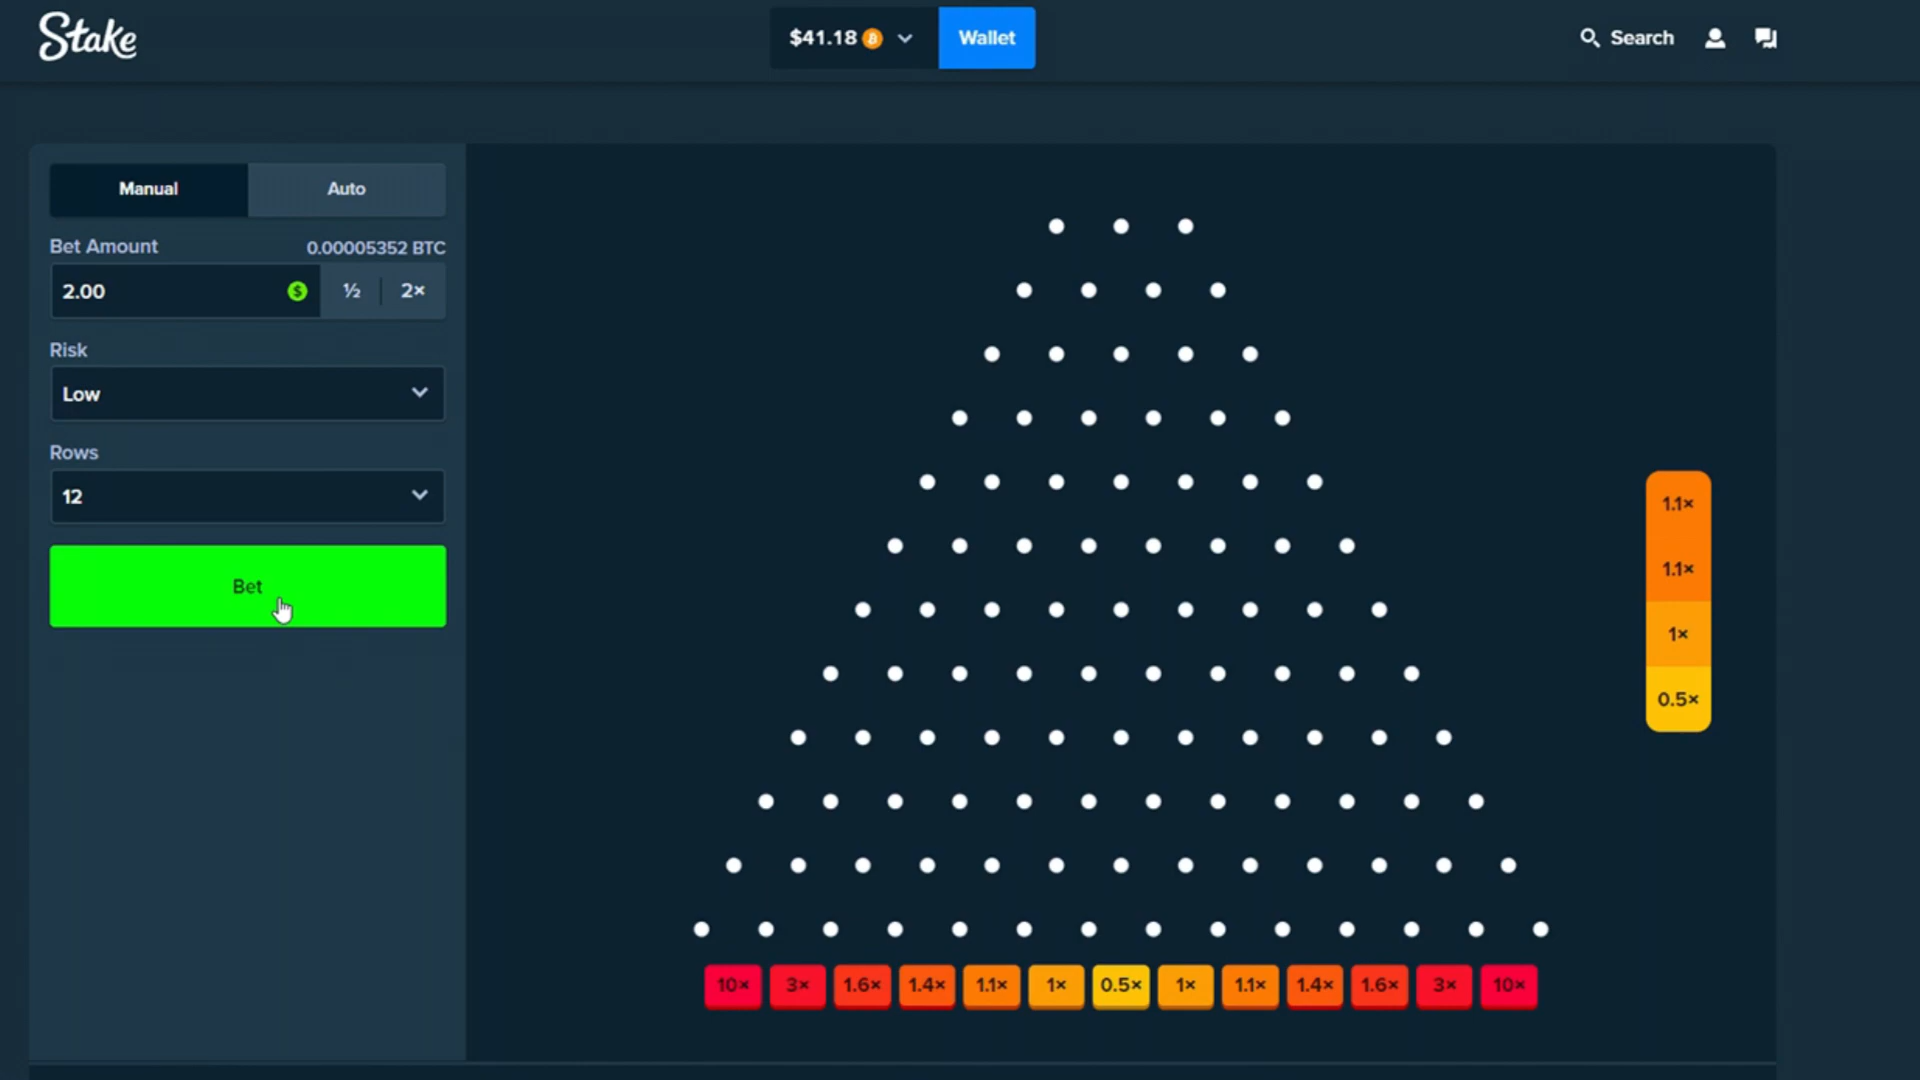 Stake
$41.18
Wallet
Search
Manual
Auto
Bet Amount
0.00005352 BTC
2.00
$
½
2×
Risk
Low
Rows
12
Bet
1.1×
1.1×
1×
0.5×
10×
3×
1.6×
1.4×
1.1×
1×
0.5×
1×
1.1×
1.4×
1.6×
3×
10×